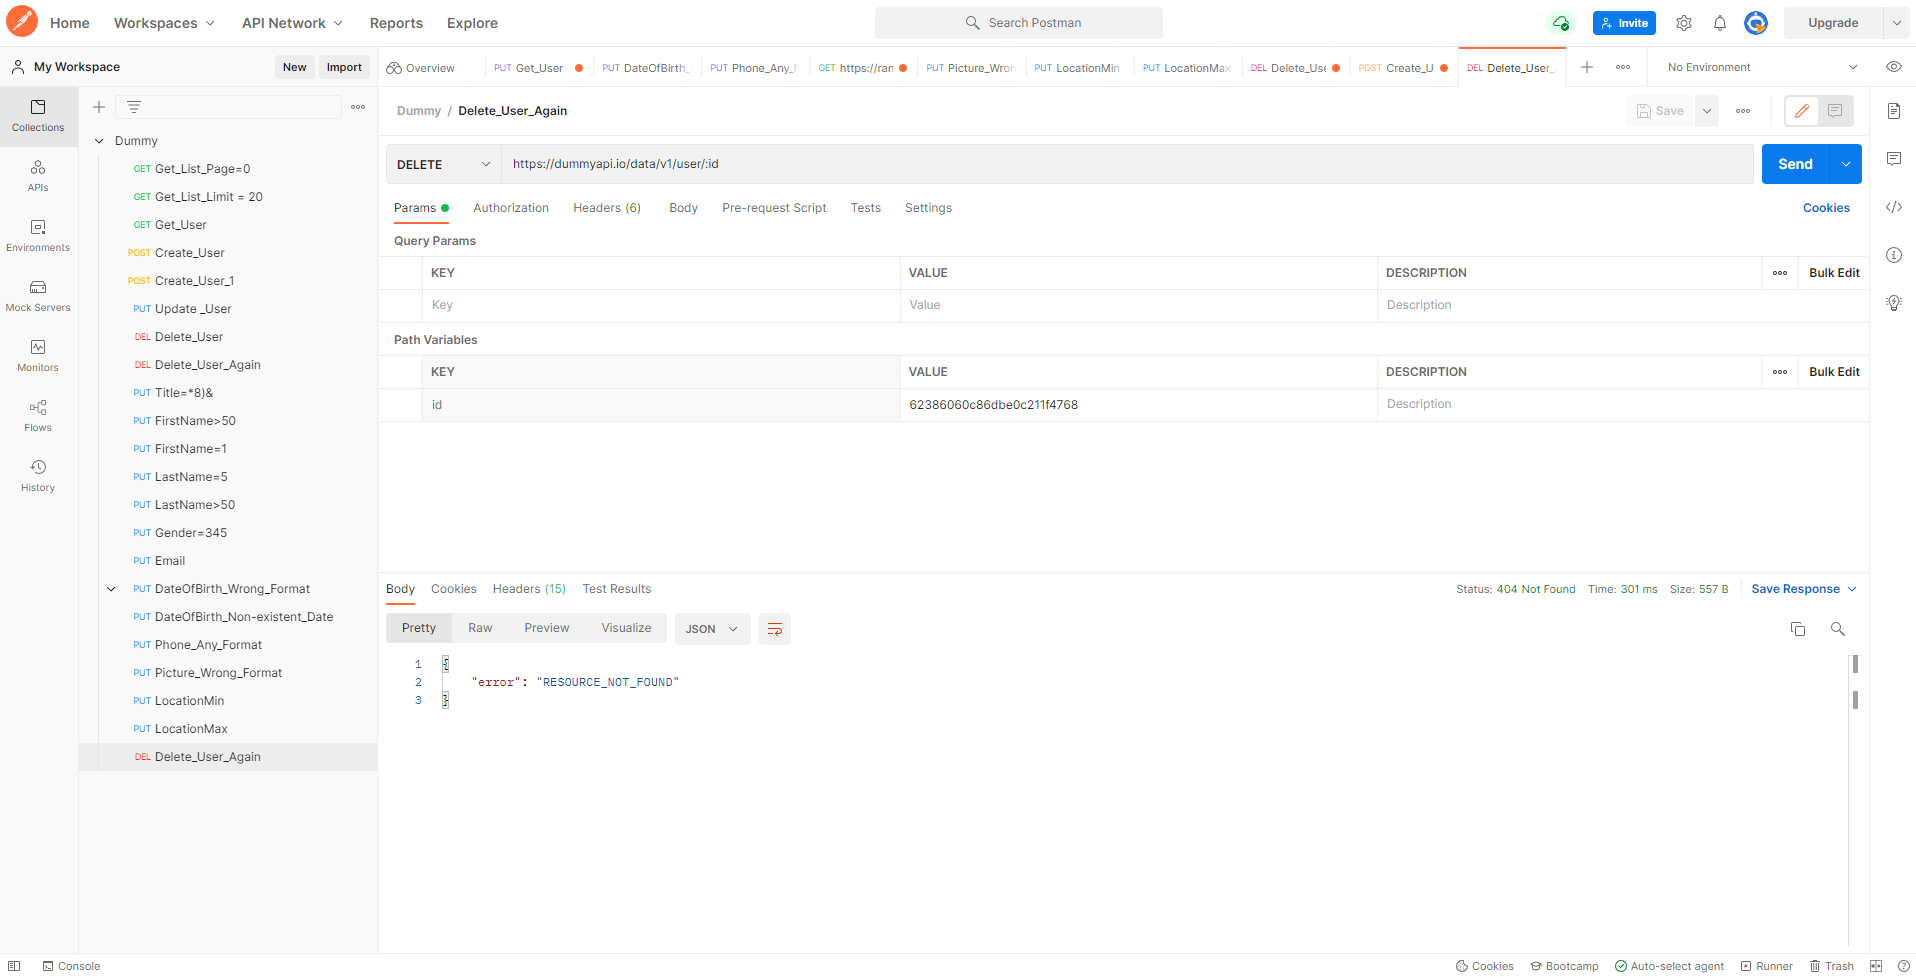 Home Workspaces API Network Reports Explore Search Postman Invite Upgrade
My Workspace New Import Overview PUT Get_User PUT DateOfBirth_ PUT Phone_Any_F GET https://ran PUT Picture_Wron PUT LocationMin PUT LocationMax DEL Delete_Use POST Create_U DEL Delete_User_ No Environment
Collections
APIs
Environments
Mock Servers
Monitors
Flows
History
Dummy
GET Get_List_Page=0
GET Get_List_Limit = 20
GET Get_User
POST Create_User
POST Create_User_1
PUT Update _User
DEL Delete_User
DEL Delete_User_Again
PUT Title=*8)&
PUT FirstName>50
PUT FirstName=1
PUT LastName=5
PUT LastName>50
PUT Gender=345
PUT Email
PUT DateOfBirth_Wrong_Format
PUT DateOfBirth_Non-existent_Date
PUT Phone_Any_Format
PUT Picture_Wrong_Format
PUT LocationMin
PUT LocationMax
DEL Delete_User_Again
Dummy / Delete_User_Again Save
DELETE https://dummyapi.io/data/v1/user/:id Send
Params Authorization Headers (6) Body Pre-request Script Tests Settings Cookies
Query Params
KEY VALUE DESCRIPTION Bulk Edit
Key Value Description
Path Variables
KEY VALUE DESCRIPTION Bulk Edit
id 62386060c86dbe0c211f4768 Description
Body Cookies Headers (15) Test Results Status: 404 Not Found Time: 301 ms Size: 557 B Save Response
Pretty Raw Preview Visualize JSON
1 {
2 "error": "RESOURCE_NOT_FOUND"
3 }
Console Cookies Bootcamp Auto-select agent Runner Trash